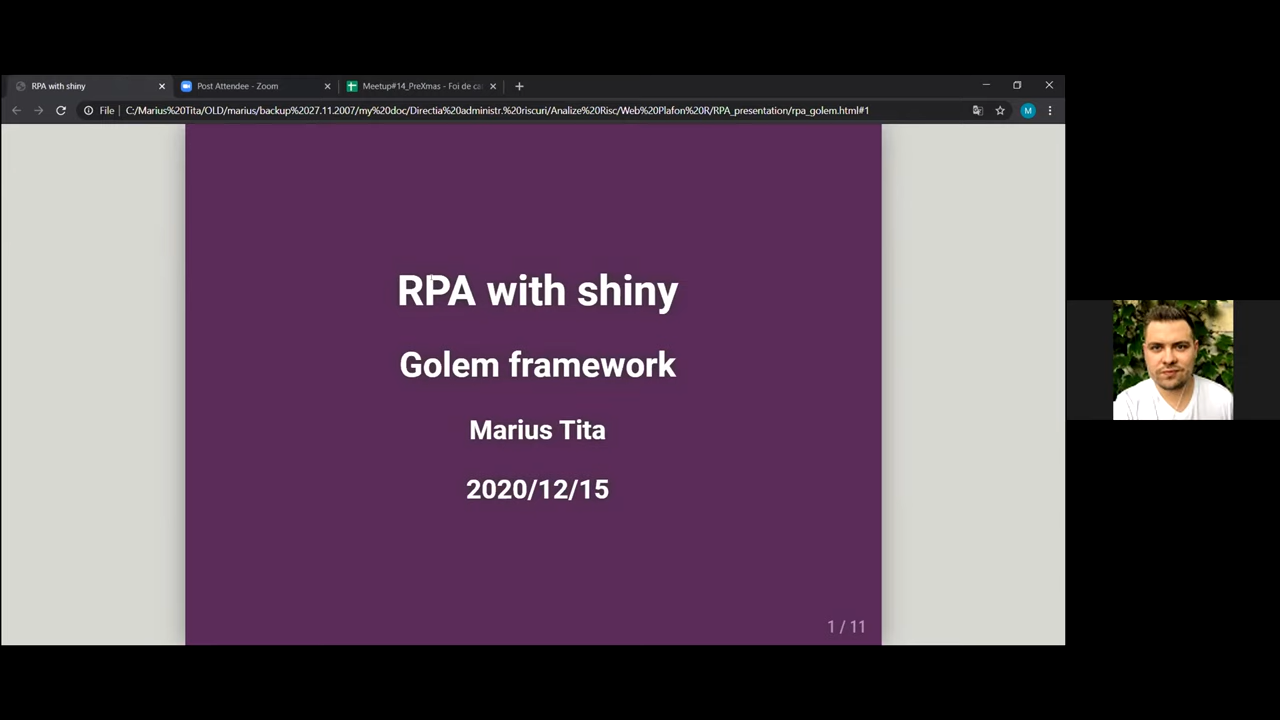 RPA with shiny
Post Attendee - Zoom
Meetup#14_PreXmas - Foi de ca
File
C:/Marius%20Tita/OLD/marius/backup%2027.11.2007/my%20doc/Directia%20administr.%20riscuri/Analize%20Risc/Web%20Plafon%20R/RPA_presentation/rpa_golem.html#1
M
RPA with shiny
Golem framework
Marius Tita
2020/12/15
1 / 11